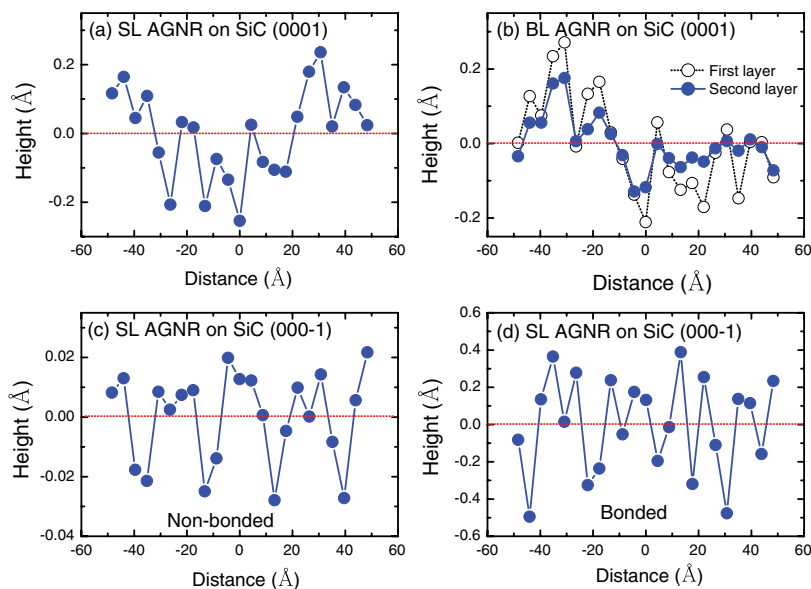 (a) SL AGNR on SiC (0001)
Height (Å)
0.2
0.0
-0.2
-60 -40 -20 0 20 40 60
Distance (Å)
(b) BL AGNR on SiC (0001)
First layer
Second layer
Height (Å)
0.2
0.0
-0.2
-60 -40 -20 0 20 40 60
Distance (Å)
(c) SL AGNR on SiC (000-1)
Height (Å)
0.02
0.00
-0.02
-0.04
Non-bonded
-60 -40 -20 0 20 40 60
Distance (Å)
(d) SL AGNR on SiC (000-1)
Height (Å)
0.6
0.4
0.2
0.0
-0.2
-0.4
-0.6
Bonded
-60 -40 -20 0 20 40 60
Distance (Å)